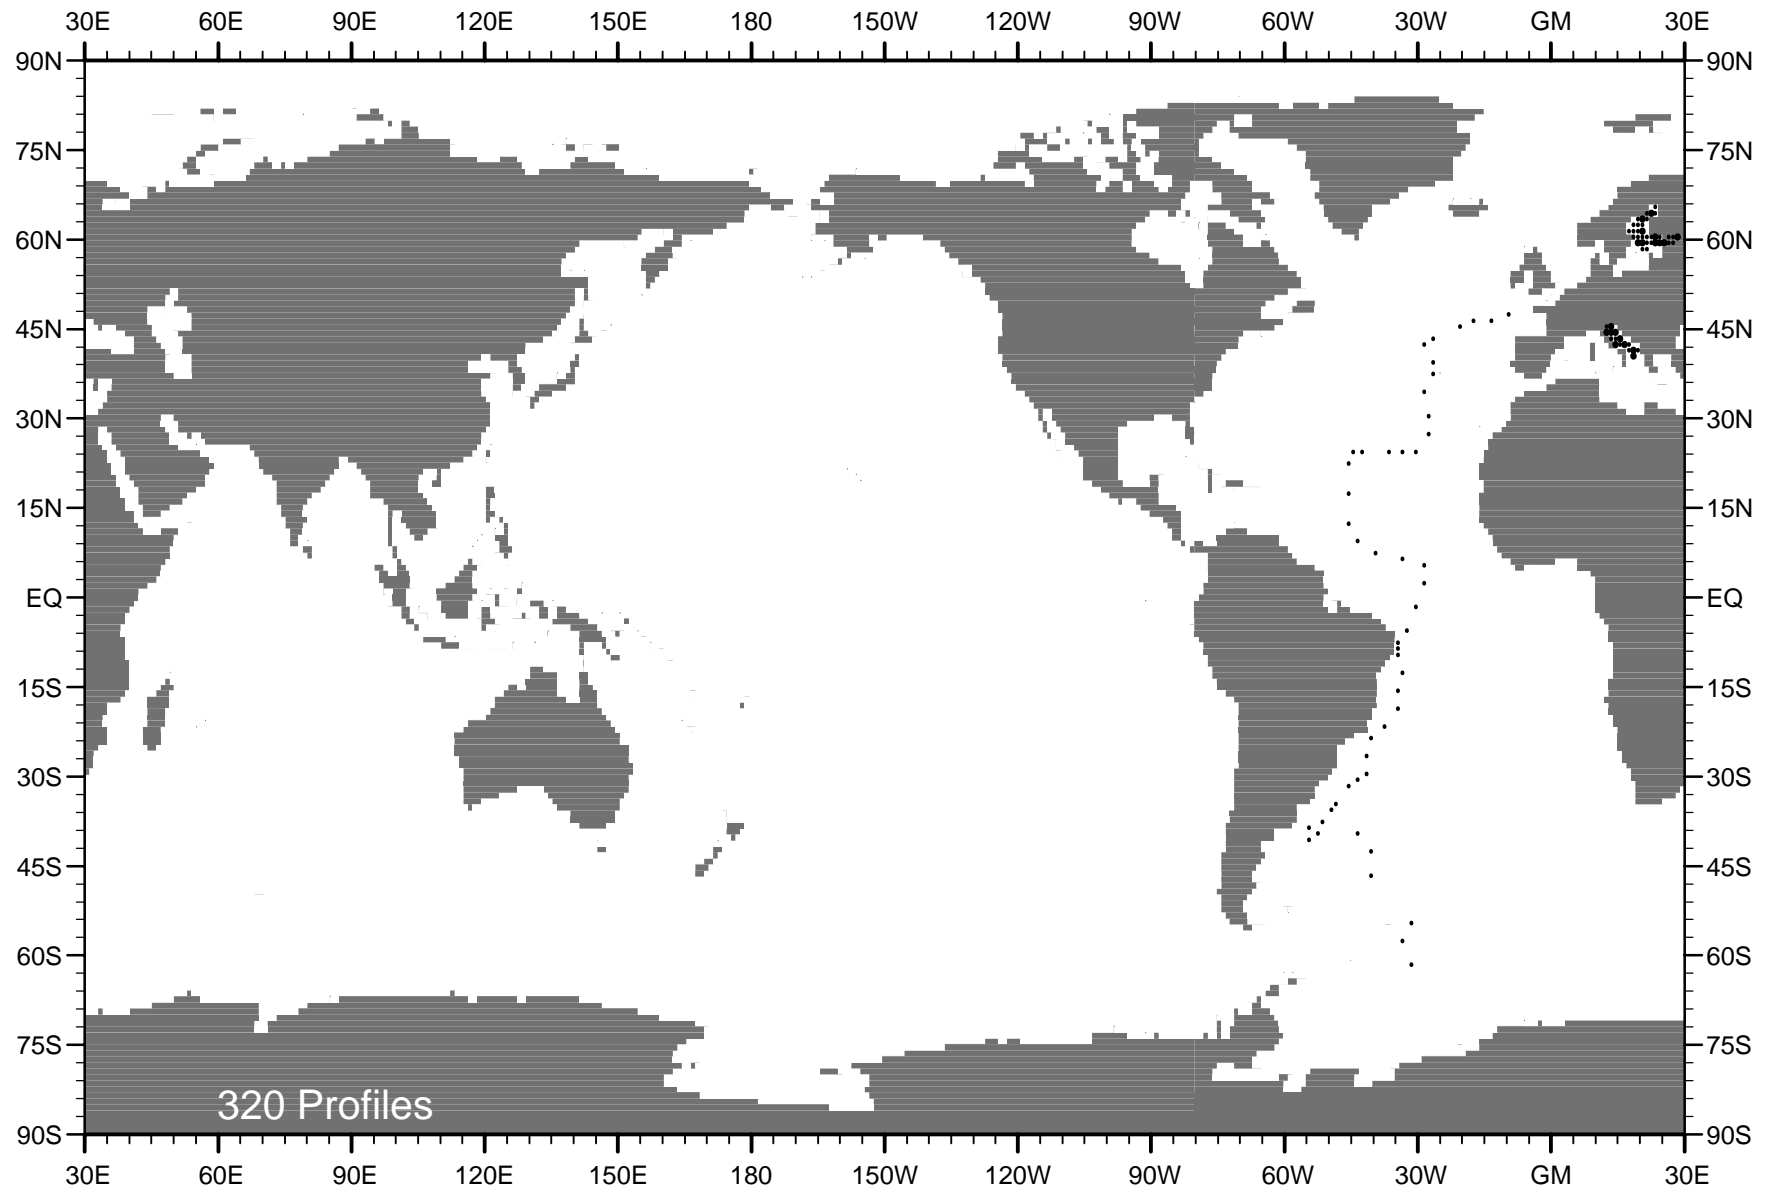 30E 60E 90E 120E 150E 180 150W 120W 90W 60W 30W GM 30E
90N 90N
75N 75N
60N 60N
45N 45N
30N 30N
15N 15N
EQ EQ
15S 15S
30S 30S
45S 45S
60S 60S
75S 75S
320 Profiles
90S 90S
30E 60E 90E 120E 150E 180 150W 120W 90W 60W 30W GM 30E